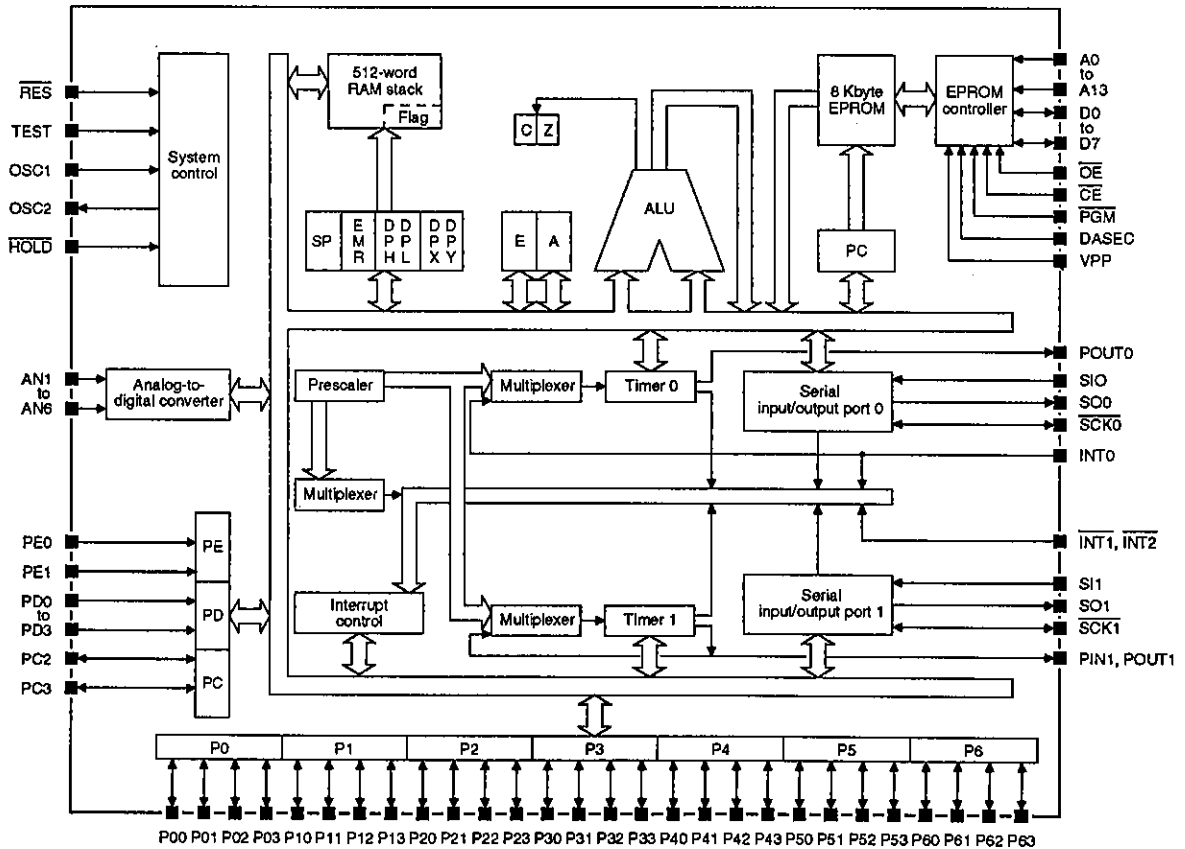 RES
TEST
OSC1
OSC2
HOLD
System
control
512-word
RAM stack
Flag
SP
EMR
DPH
DPL
DPX
DPY
C Z
E A
ALU
8 Kbyte
EPROM
EPROM
controller
PC
A0
to
A13
D0
to
D7
OE
CE
PGM
DASEC
VPP
AN1
to
AN6
Analog-to-
digital converter
Prescaler
Multiplexer
Timer 0
Serial
input/output port 0
POUT0
SIO
SO0
SCK0
INT0
Multiplexer
INT1, INT2
PE0
PE1
PD0
to
PD3
PC2
PC3
PE
PD
PC
Interrupt
control
Multiplexer
Timer 1
Serial
input/output port 1
SI1
SO1
SCK1
PIN1, POUT1
P0 P1 P2 P3 P4 P5 P6
P00 P01 P02 P03 P10 P11 P12 P13 P20 P21 P22 P23 P30 P31 P32 P33 P40 P41 P42 P43 P50 P51 P52 P53 P60 P61 P62 P63